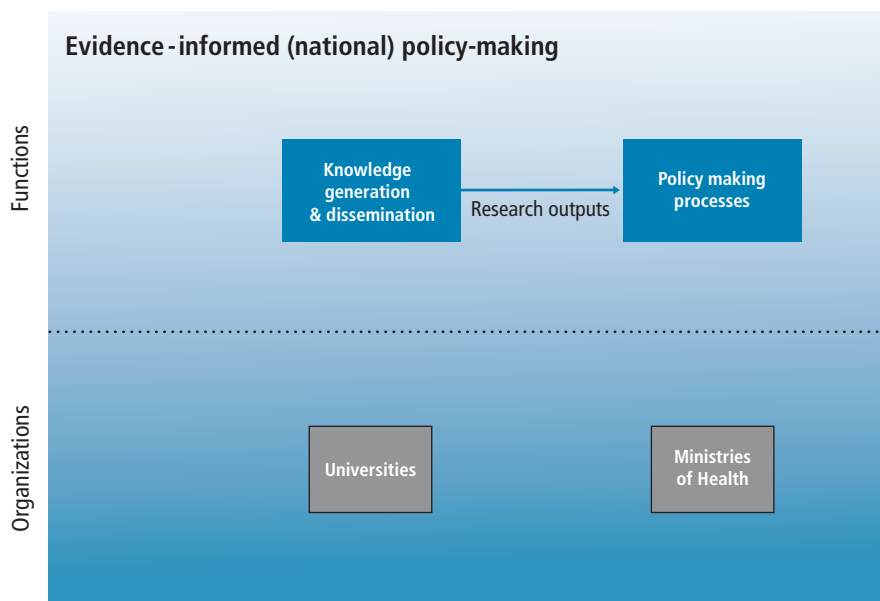 Evidence-informed (national) policy-making
Functions
Knowledge
generation
& dissemination
Research outputs
Policy making
processes
Organizations
Universities
Ministries
of Health